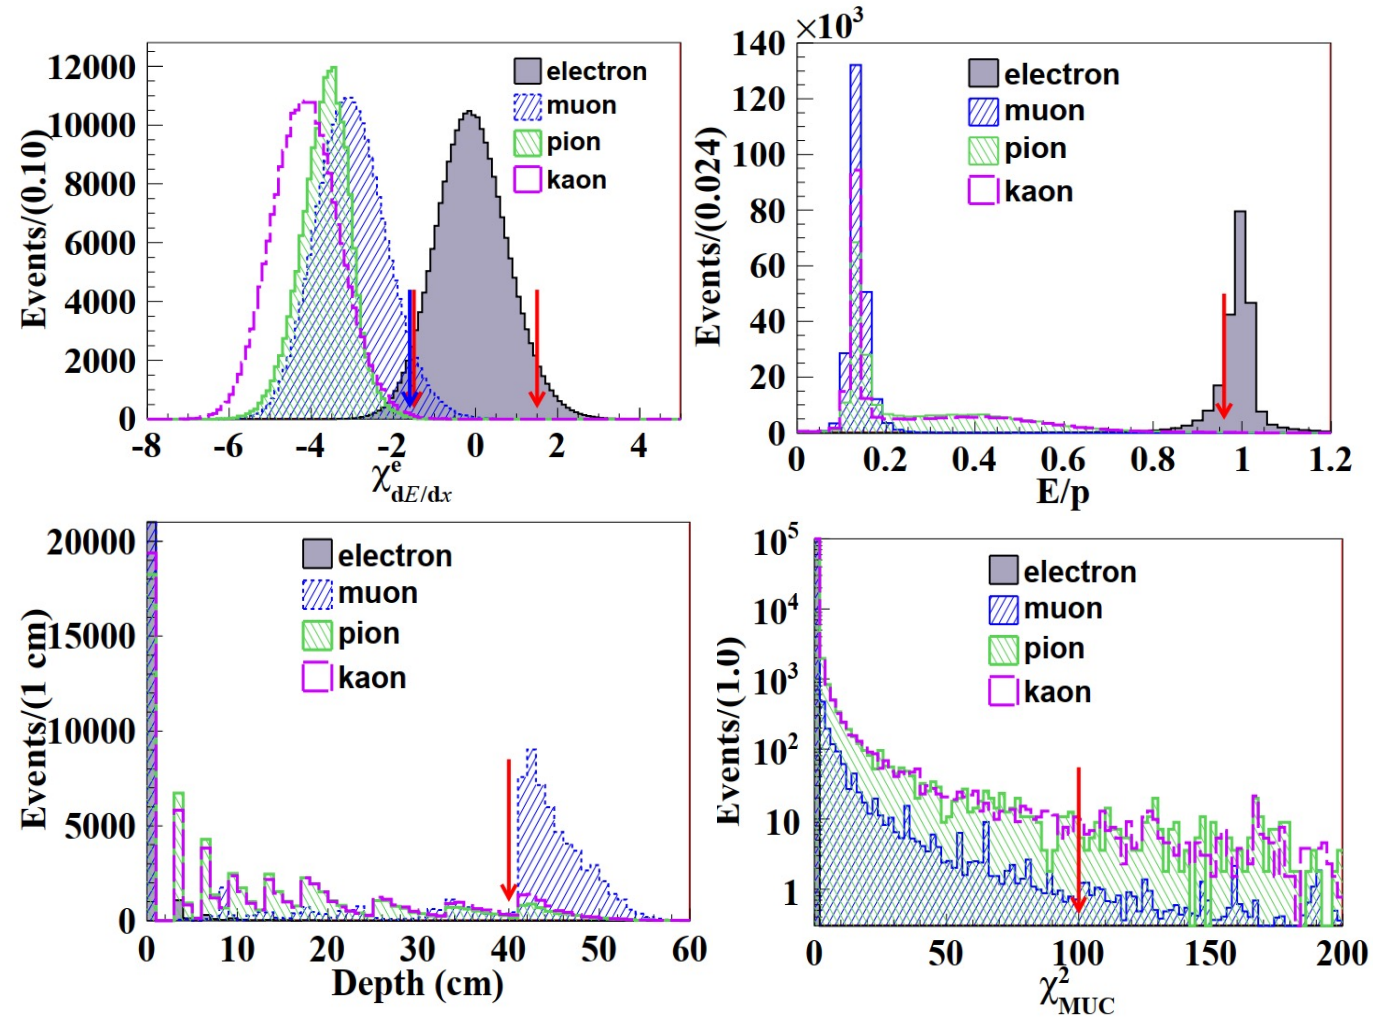 Events/(0.10)
12000
10000
8000
6000
4000
2000
0
electron
muon
pion
kaon
-8 -6 -4 -2 0 2 4
χ^e_dE/dx
×10^3
Events/(0.024)
140
120
100
80
60
40
20
0
electron
muon
pion
kaon
0 0.2 0.4 0.6 0.8 1 1.2
E/p
Events/(1 cm)
20000
15000
10000
5000
0
electron
muon
pion
kaon
0 10 20 30 40 50 60
Depth (cm)
Events/(1.0)
10^5
10^4
10^3
10^2
10
1
electron
muon
pion
kaon
0 50 100 150 200
χ^2_MUC